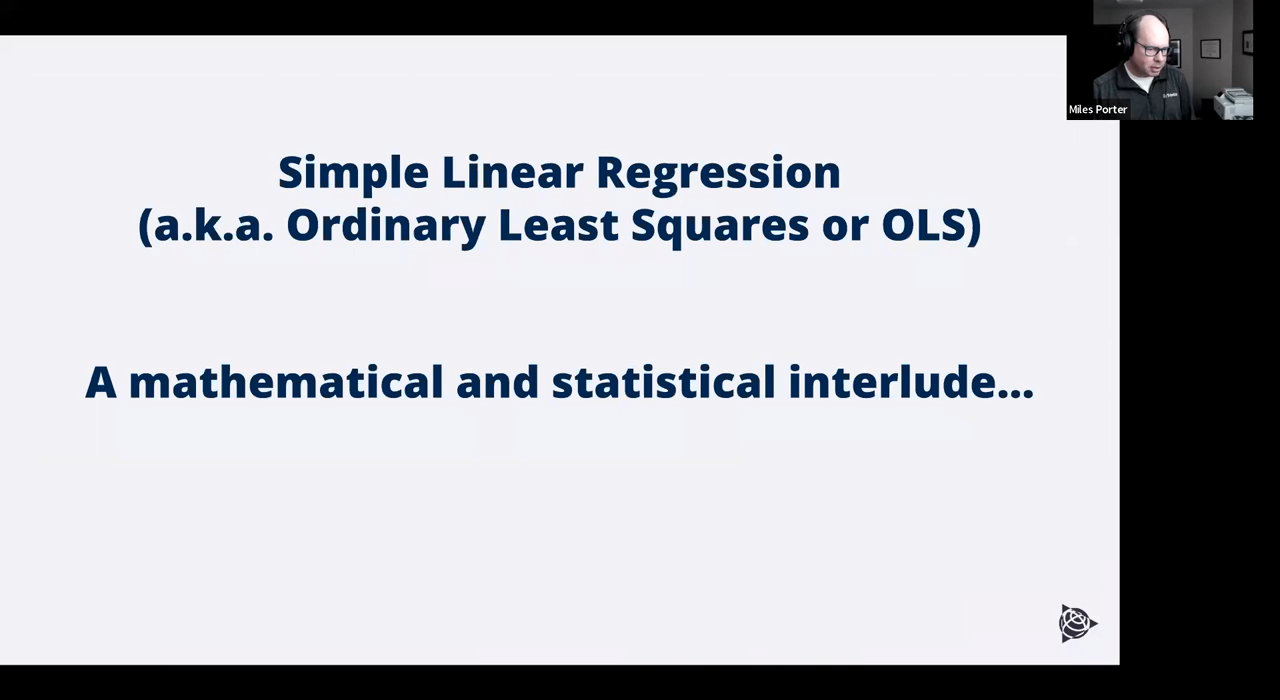 Simple Linear Regression
(a.k.a. Ordinary Least Squares or OLS)
A mathematical and statistical interlude...
Miles Porter